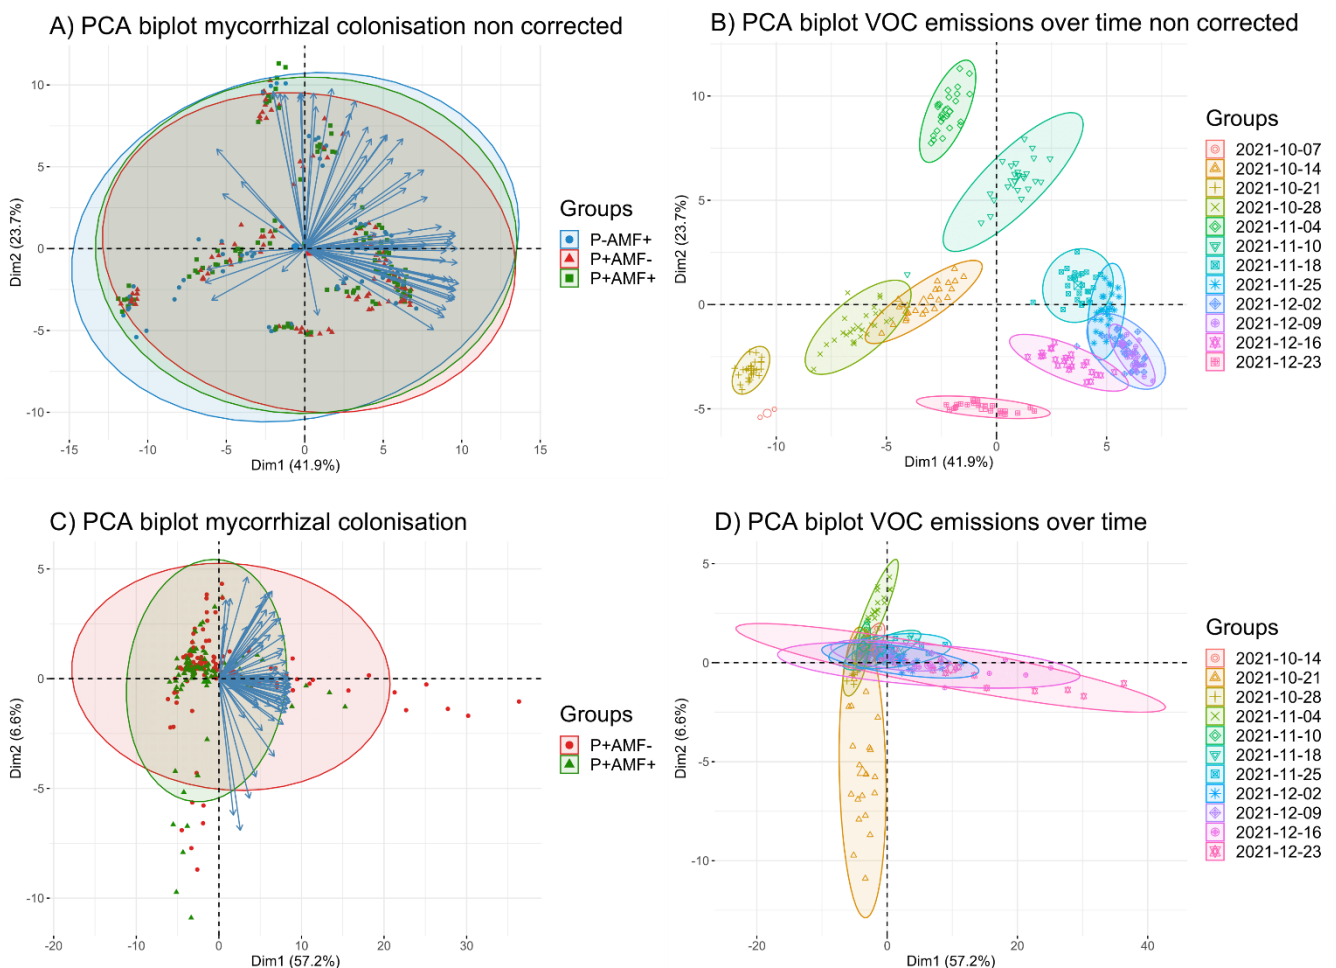 A) PCA biplot mycorrhizal colonisation non corrected
10
5
0
-5
-10
Dim2 (23.7%)
-15
-10
-5
0
5
10
15
Dim1 (41.9%)
Groups
P-AMF+
P+AMF-
P+AMF+
B) PCA biplot VOC emissions over time non corrected
10
5
0
-5
Dim2 (23.7%)
-10
-5
0
5
Dim1 (41.9%)
Groups
2021-10-07
2021-10-14
2021-10-21
2021-10-28
2021-11-04
2021-11-10
2021-11-18
2021-11-25
2021-12-02
2021-12-09
2021-12-16
2021-12-23
C) PCA biplot mycorrhizal colonisation
5
0
-5
-10
Dim2 (6.6%)
-20
-10
0
10
20
30
Dim1 (57.2%)
Groups
P+AMF-
P+AMF+
D) PCA biplot VOC emissions over time
5
0
-5
-10
Dim2 (6.6%)
-20
0
20
40
Dim1 (57.2%)
Groups
2021-10-14
2021-10-21
2021-10-28
2021-11-04
2021-11-10
2021-11-18
2021-11-25
2021-12-02
2021-12-09
2021-12-16
2021-12-23